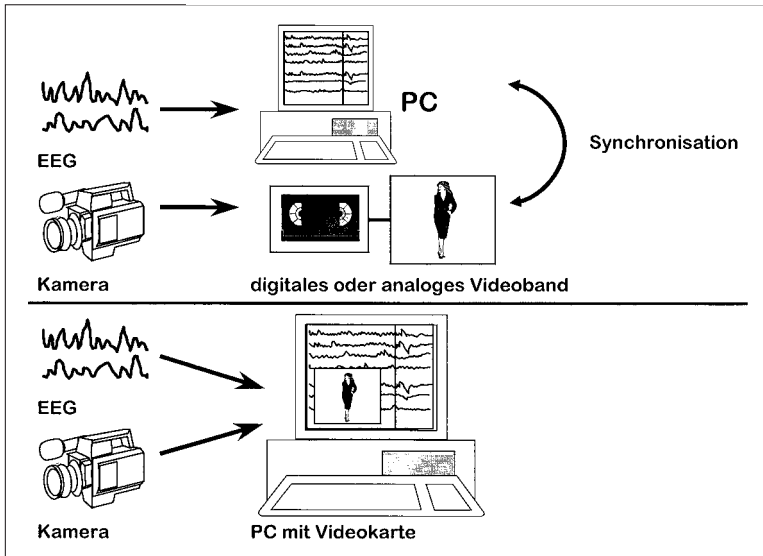 PC
Synchronisation
EEG
Kamera
digitales oder analoges Videoband
EEG
Kamera
PC mit Videokarte